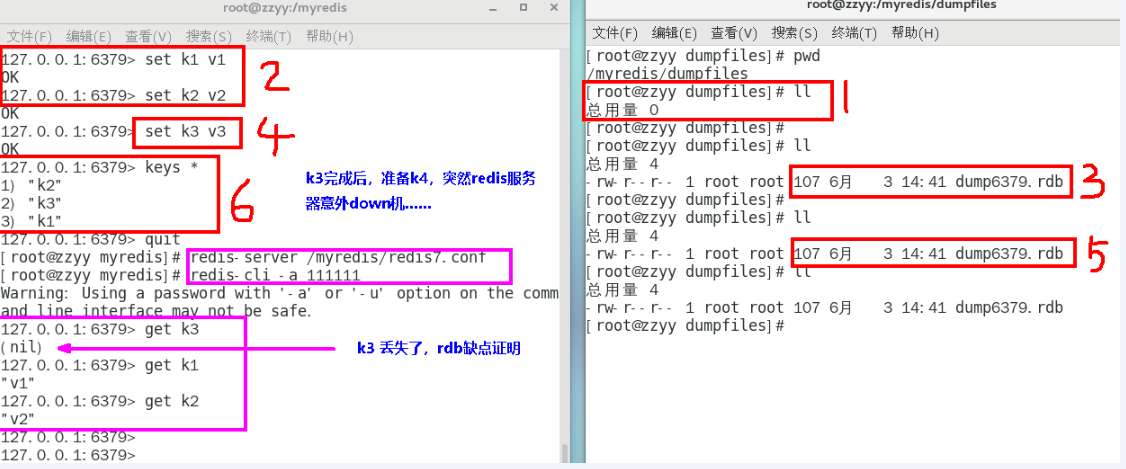 root@zzyy:/myredis
文件(F) 编辑(E) 查看(V) 搜索(S) 终端(T) 帮助(H)
127.0.0.1:6379> set k1 v1
OK
127.0.0.1:6379> set k2 v2
OK
2
127.0.0.1:6379> set k3 v3
OK
4
127.0.0.1:6379> keys *
1) "k2"
2) "k3"
3) "k1"
6
k3完成后，准备k4，突然redis服务
器意外down机......
127.0.0.1:6379> quit
[root@zzyy myredis]# redis-server /myredis/redis7.conf
[root@zzyy myredis]# redis-cli -a 111111
Warning: Using a password with '-a' or '-u' option on the comm
and line interface may not be safe.
127.0.0.1:6379> get k3
(nil)
k3 丢失了，rdb缺点证明
127.0.0.1:6379> get k1
"v1"
127.0.0.1:6379> get k2
"v2"
127.0.0.1:6379>
127.0.0.1:6379>
root@zzyy:/myredis/dumpfiles
文件(F) 编辑(E) 查看(V) 搜索(S) 终端(T) 帮助(H)
[root@zzyy dumpfiles]# pwd
/myredis/dumpfiles
[root@zzyy dumpfiles]# ll
总用量 0
1
[root@zzyy dumpfiles]#
[root@zzyy dumpfiles]# ll
总用量 4
-rw-r--r-- 1 root root 107 6月 3 14:41 dump6379.rdb
3
[root@zzyy dumpfiles]#
[root@zzyy dumpfiles]# ll
总用量 4
-rw-r--r-- 1 root root 107 6月 3 14:41 dump6379.rdb
5
[root@zzyy dumpfiles]# ll
总用量 4
-rw-r--r-- 1 root root 107 6月 3 14:41 dump6379.rdb
[root@zzyy dumpfiles]#